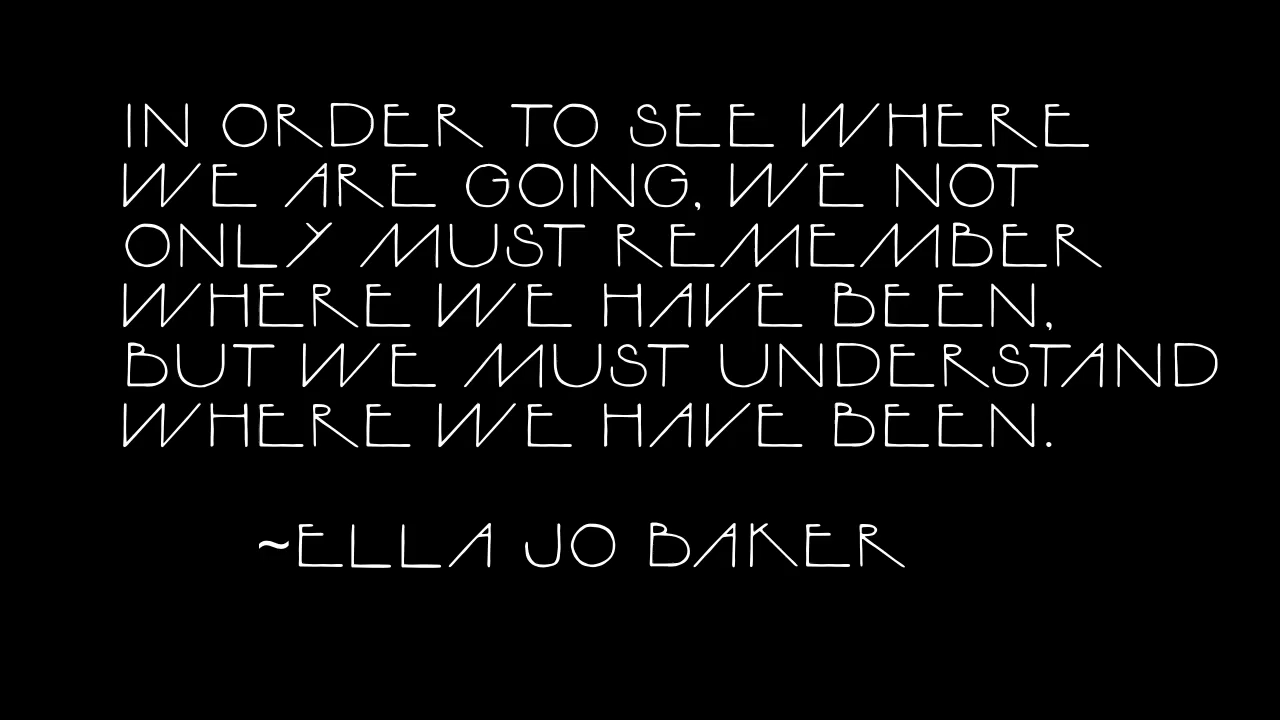 IN ORDER TO SEE WHERE
WE ARE GOING, WE NOT
ONLY MUST REMEMBER
WHERE WE HAVE BEEN,
BUT WE MUST UNDERSTAND
WHERE WE HAVE BEEN.
~ELLA JO BAKER